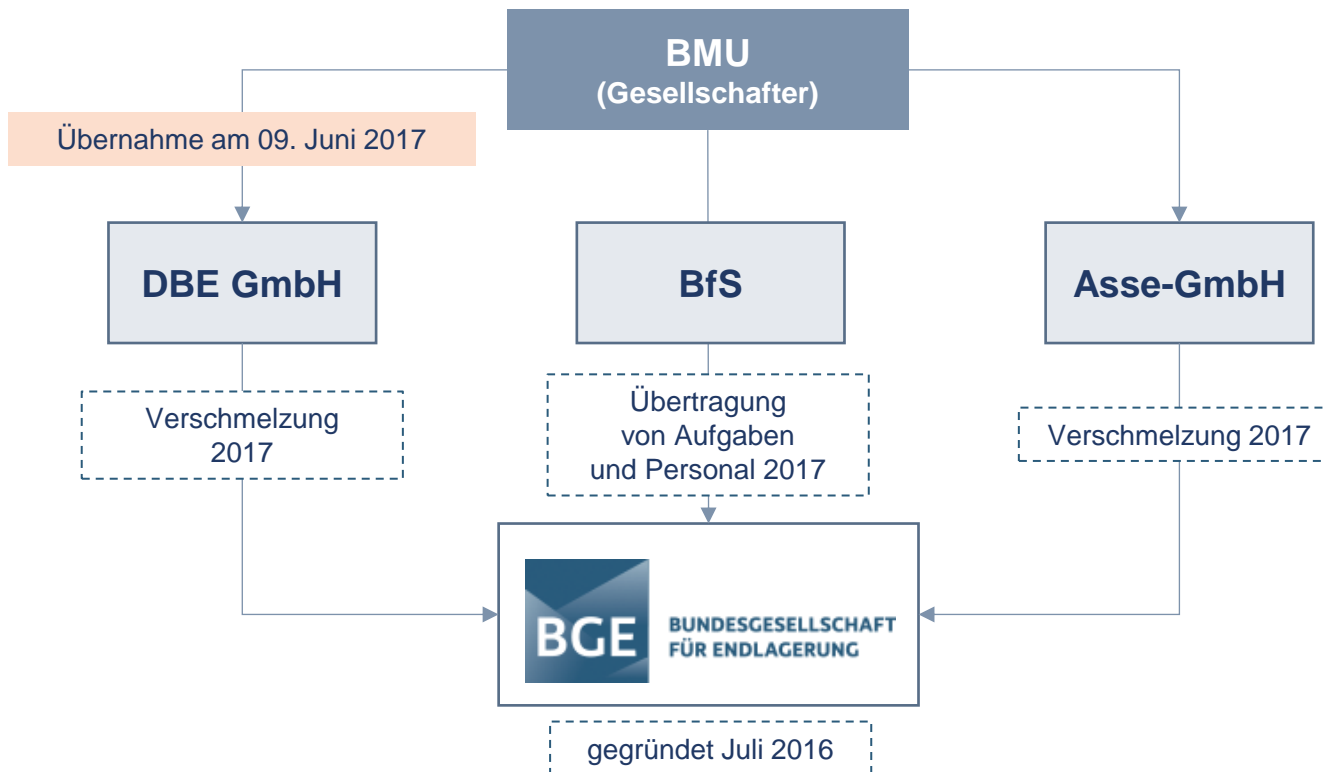 BMU
(Gesellschafter)
Übernahme am 09. Juni 2017
DBE GmbH
BfS
Asse-GmbH
Verschmelzung
2017
Übertragung
von Aufgaben
und Personal 2017
Verschmelzung 2017
BGE
BUNDESGESELLSCHAFT
FÜR ENDLAGERUNG
gegründet Juli 2016